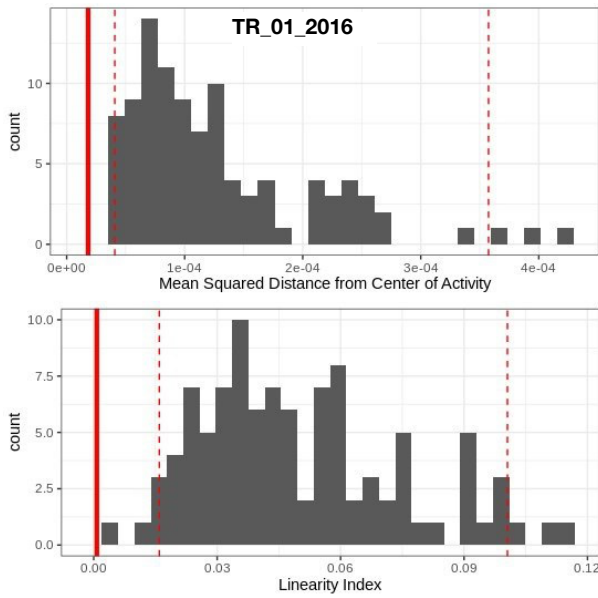 TR_01_2016
count
10
5
0
0e+00 1e-04 2e-04 3e-04 4e-04
Mean Squared Distance from Center of Activity
count
10.0
7.5
5.0
2.5
0.0
0.00 0.03 0.06 0.09 0.12
Linearity Index